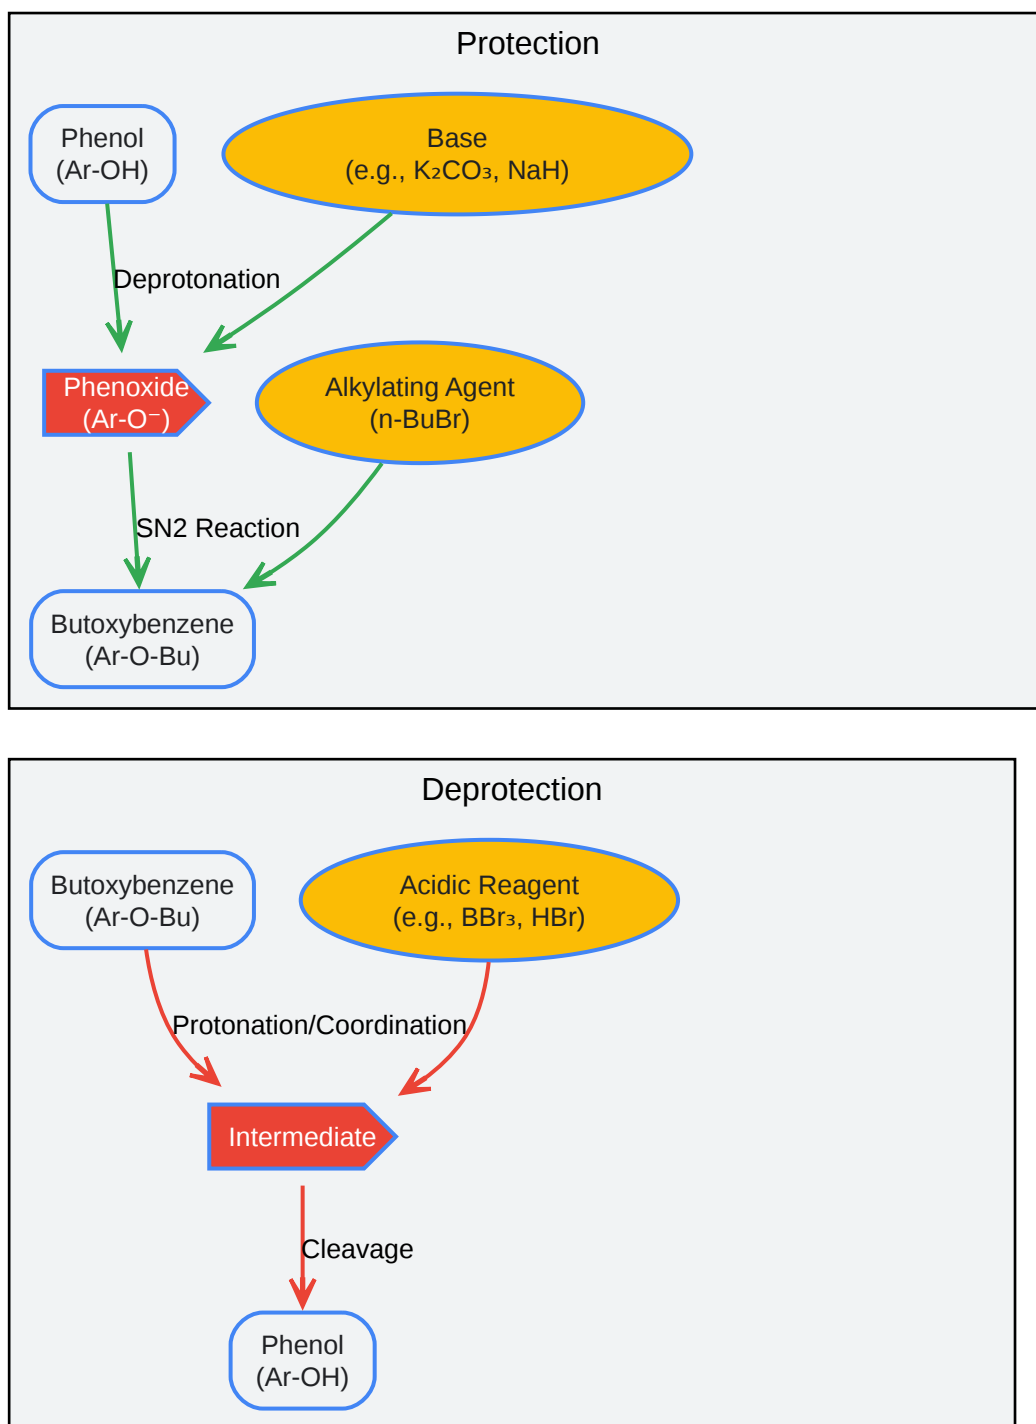 Protection
Phenol
(Ar-OH)
Base
(e.g., K₂CO₃, NaH)
Deprotonation
Phenoxide
(Ar-O⁻)
Alkylating Agent
(n-BuBr)
SN2 Reaction
Butoxybenzene
(Ar-O-Bu)
Deprotection
Butoxybenzene
(Ar-O-Bu)
Acidic Reagent
(e.g., BBr₃, HBr)
Protonation/Coordination
Intermediate
Cleavage
Phenol
(Ar-OH)